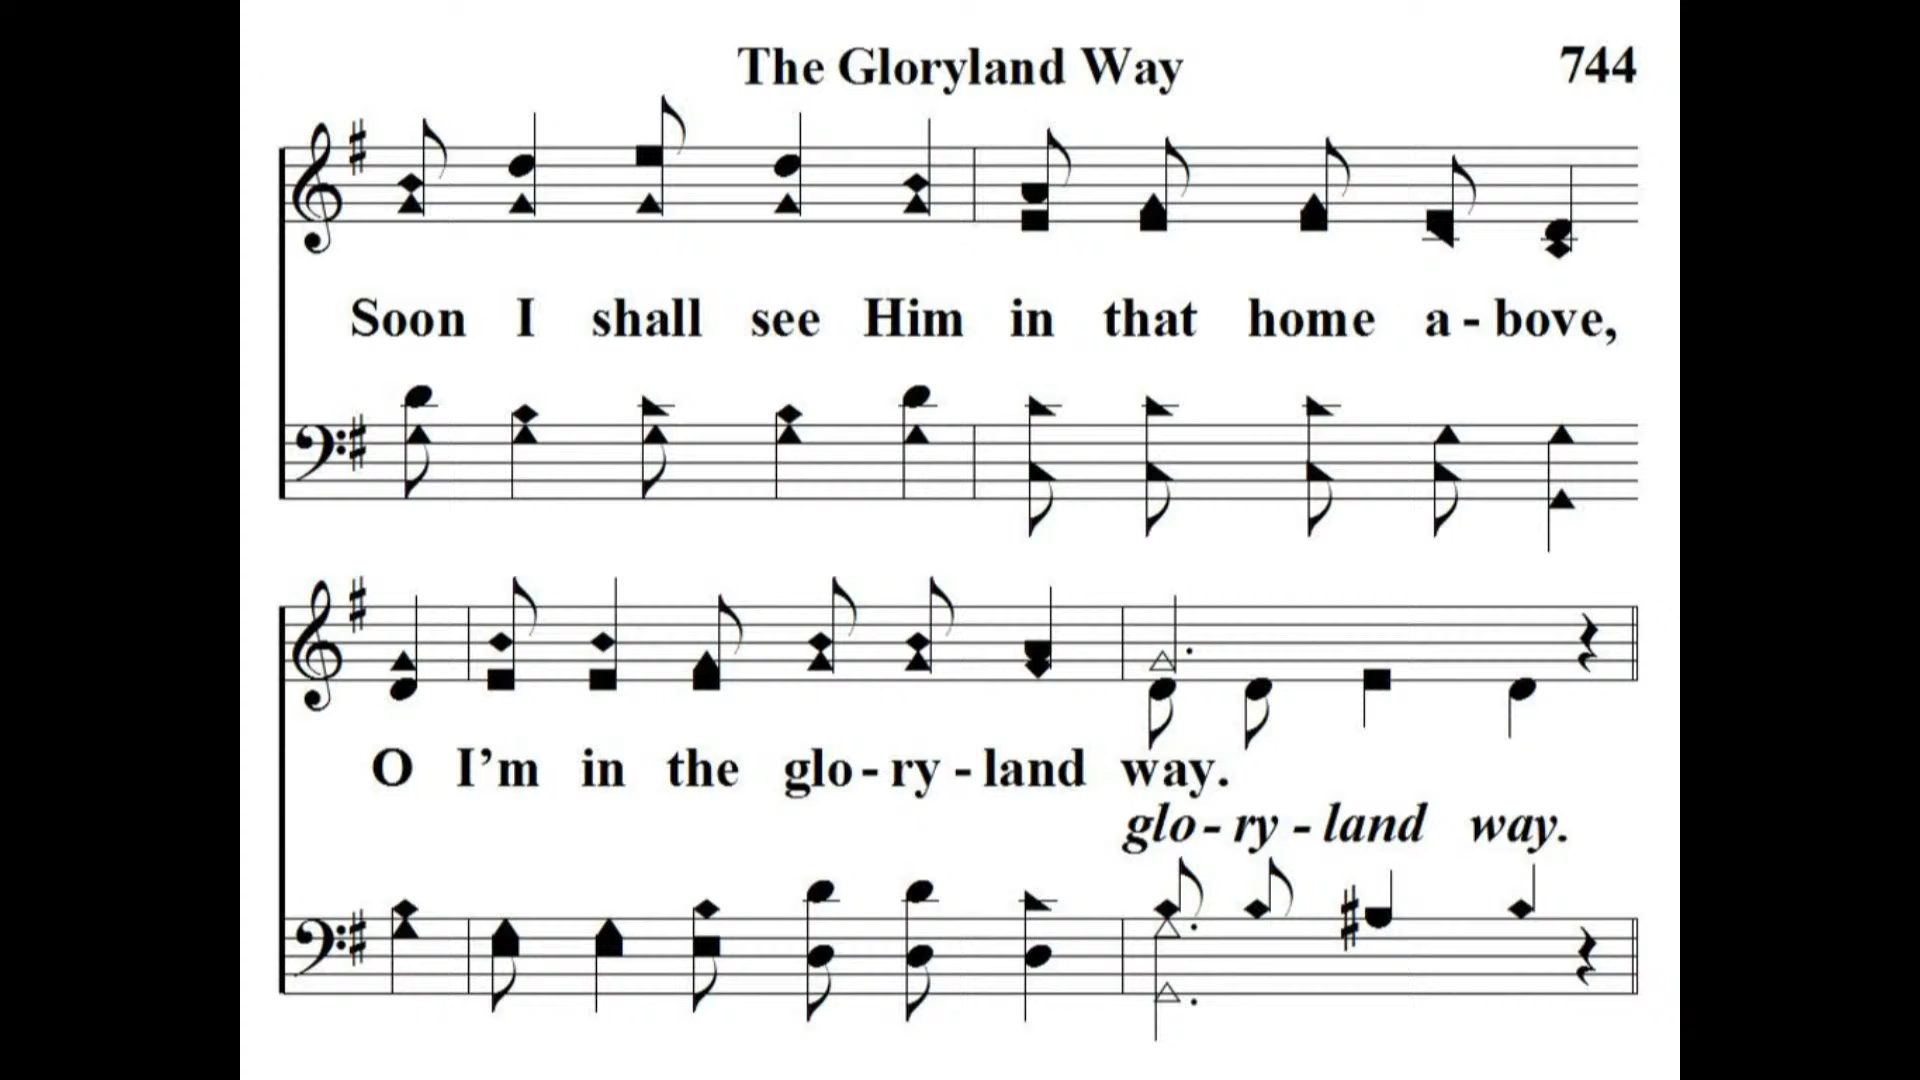 The Gloryland Way 744
Soon I shall see Him in that home a - bove,
O I’m in the glo - ry - land way.
glo - ry - land way.